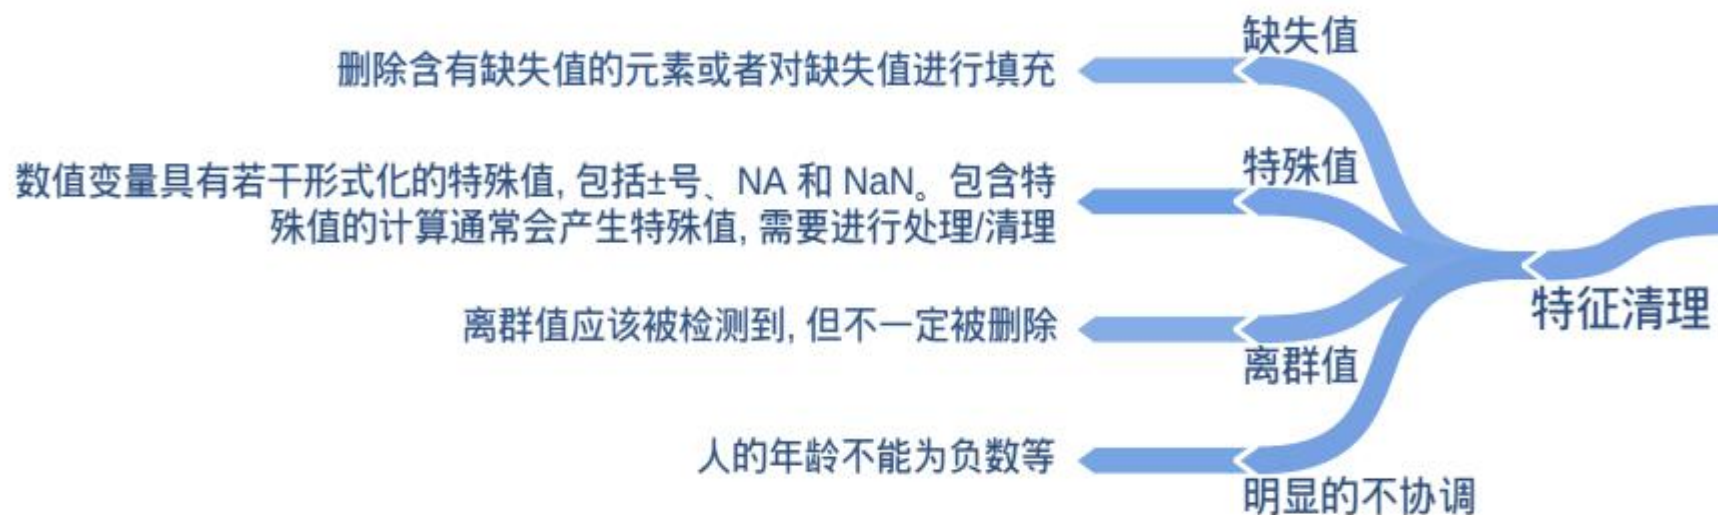 缺失值
删除含有缺失值的元素或者对缺失值进行填充
特殊值
数值变量具有若干形式化的特殊值, 包括±号、NA 和 NaN。包含特
殊值的计算通常会产生特殊值, 需要进行处理/清理
特征清理
离群值应该被检测到, 但不一定被删除
离群值
人的年龄不能为负数等
明显的不协调